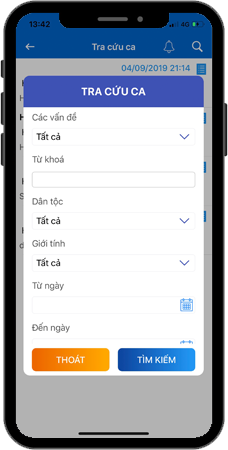 13:42
4G
Tra cứu ca
04/09/2019 21:14
TRA CỨU CA
Các vấn đề
Tất cả
Từ khoá
Dân tộc
Tất cả
Giới tính
Tất cả
Từ ngày
Đến ngày
THOÁT
TÌM KIẾM